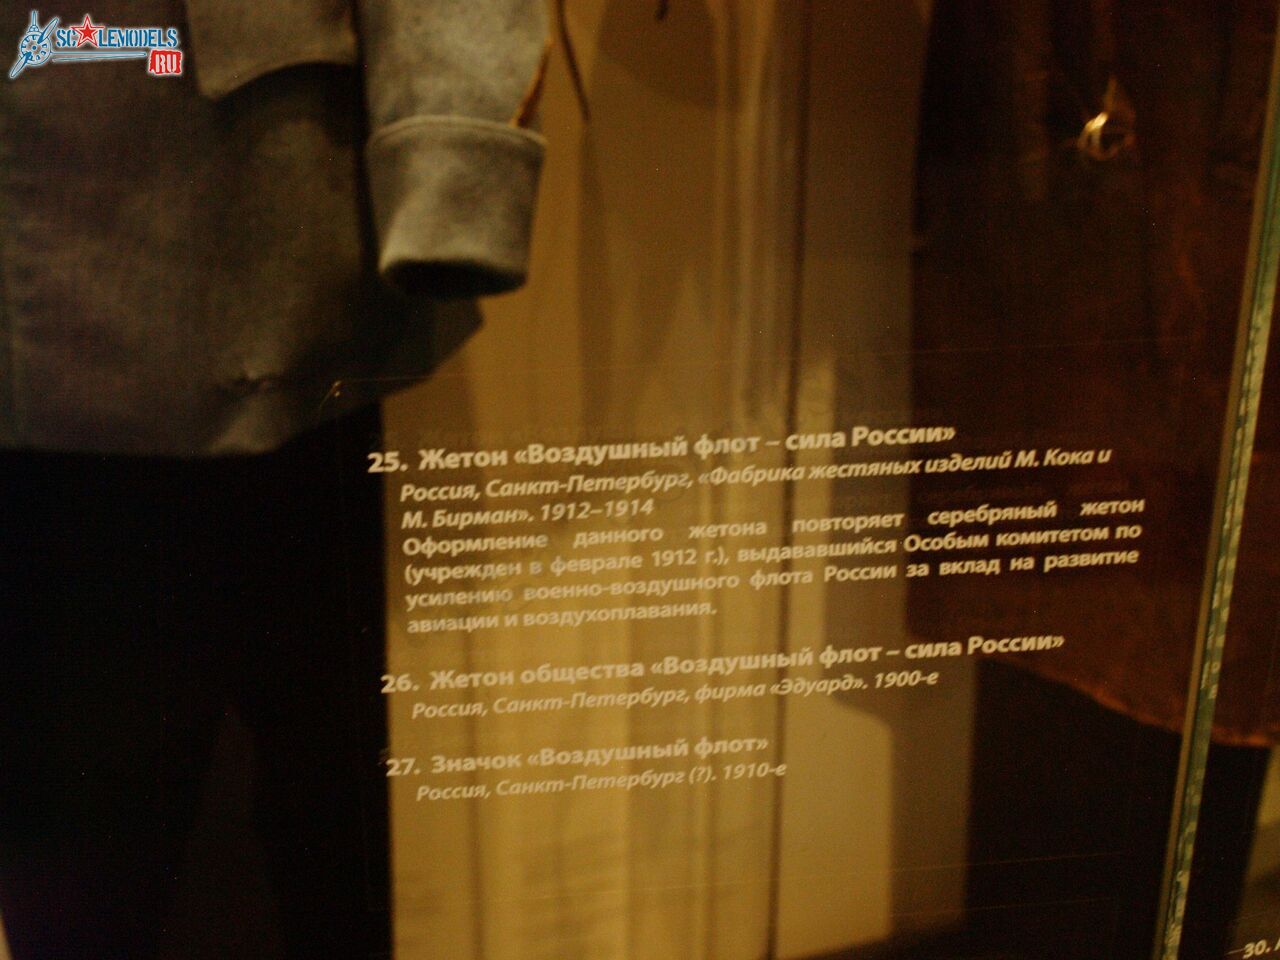 SCALEMODELS
RU
25. Жетон «Воздушный флот – сила России»
Россия, Санкт-Петербург, «Фабрика жестяных изделий М. Кока и
М. Бирман». 1912–1914
Оформление данного жетона повторяет серебряный жетон
(учрежден в феврале 1912 г.), выдававшийся Особым комитетом по
усилению военно-воздушного флота России за вклад на развитие
авиации и воздухоплавания.
26. Жетон общества «Воздушный флот – сила России»
Россия, Санкт-Петербург, фирма «Эдуард». 1900-е
27. Значок «Воздушный флот»
Россия, Санкт-Петербург (?). 1910-е
30.